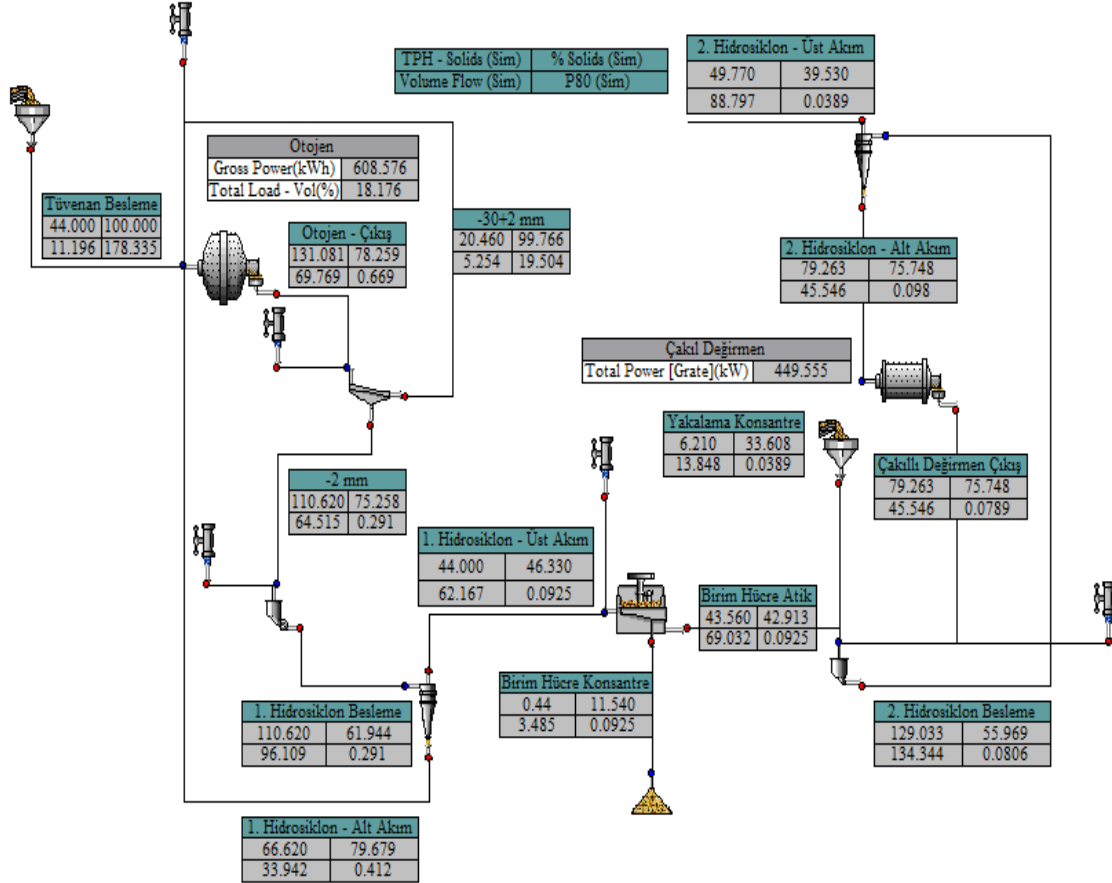 TPH - Solids (Sim) % Solids (Sim)
Volume Flow (Sim) P80 (Sim)
2. Hidrosiklon - Üst Akım
49.770 39.530
88.797 0.0389
Otojen
Gross Power(kWh) 608.576
Total Load - Vol(%) 18.176
Tüvenan Besleme
44.000 100.000
11.196 178.335
Otojen - Çıkış
131.081 78.259
69.769 0.669
-30+2 mm
20.460 99.766
5.254 19.504
2. Hidrosiklon - Alt Akım
79.263 75.748
45.546 0.098
Çakıl Değirmen
Total Power [Grate](kW) 449.555
Yakalama Konsantre
6.210 33.608
13.848 0.0389
Çakıllı Değirmen Çıkış
79.263 75.748
45.546 0.0789
-2 mm
110.620 75.258
64.515 0.291
1. Hidrosiklon - Üst Akım
44.000 46.330
62.167 0.0925
Birim Hücre Atik
43.560 42.913
69.032 0.0925
Birim Hücre Konsantre
0.44 11.540
3.485 0.0925
1. Hidrosiklon Besleme
110.620 61.944
96.109 0.291
2. Hidrosiklon Besleme
129.033 55.969
134.344 0.0806
1. Hidrosiklon - Alt Akım
66.620 79.679
33.942 0.412